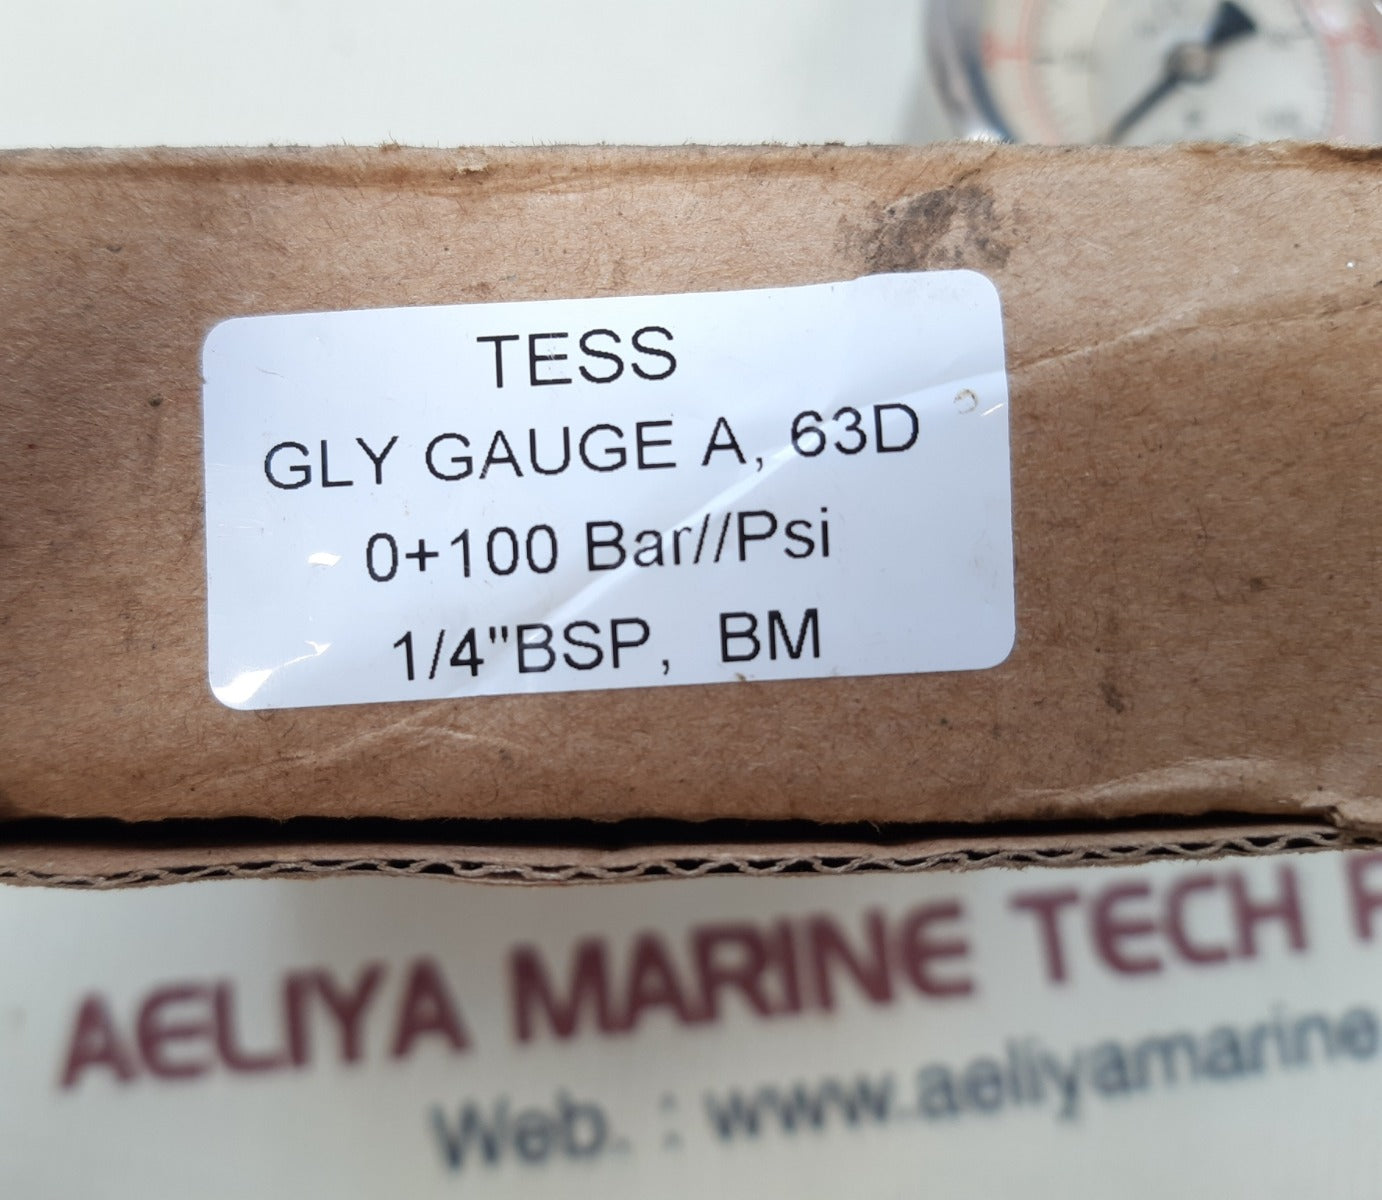 TESS
GLY GAUGE A, 63D
0+100 Bar//Psi
1/4"BSP, BM
AELIYA MARINE TECH
Web. : www.aeliyamarine